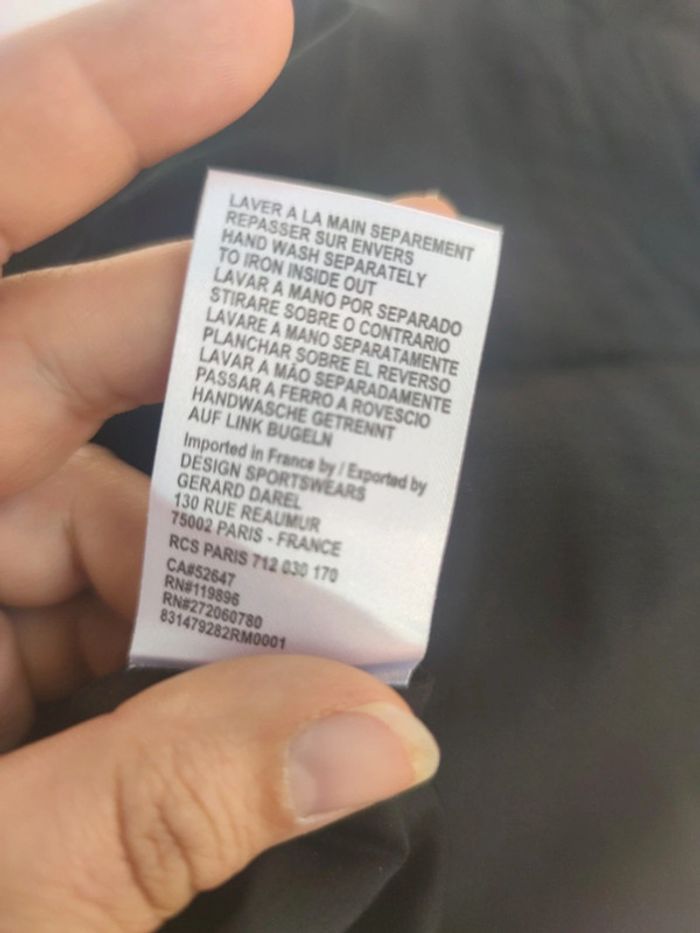 LAVER A LA MAIN SEPAREMENT
REPASSER SUR ENVERS
HAND WASH SEPARATELY
TO IRON INSIDE OUT
LAVAR A MANO POR SEPARADO
STIRARE SOBRE O CONTRARIO
LAVARE A MANO SEPARATAMENTE
PLANCHAR SOBRE EL REVERSO
LAVAR A MÃO SEPARADAMENTE
PASSAR A FERRO A ROVESCIO
HANDWASCHE GETRENNT
AUF LINK BUGELN
Imported in France by / Exported by
DESIGN SPORTSWEARS
GERARD DAREL
130 RUE REAUMUR
75002 PARIS - FRANCE
RCS PARIS 712 030 170
CA#52647
RN#119896
RN#272060780
831479282RM0001